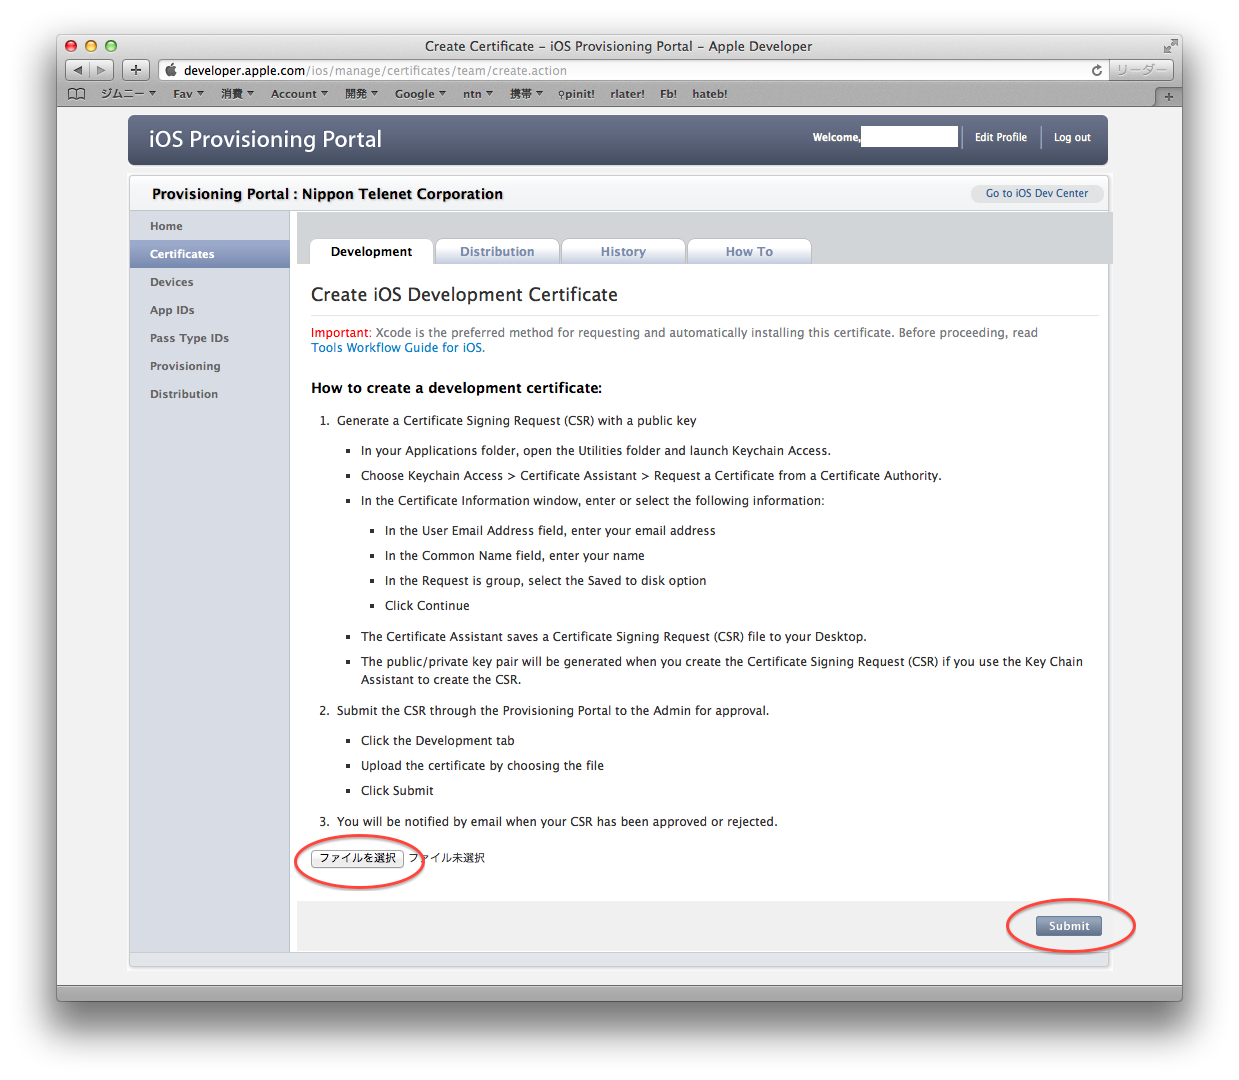 Create Certificate – iOS Provisioning Portal – Apple Developer
developer.apple.com/ios/manage/certificates/team/create.action
リーダー
ジムニー Fav 消費 Account 開発 Google ntn 携帯 ♀pinit! rlater! Fb! hateb!
iOS Provisioning Portal
Welcome, Edit Profile Log out
Provisioning Portal : Nippon Telenet Corporation
Go to iOS Dev Center
Home
Certificates
Devices
App IDs
Pass Type IDs
Provisioning
Distribution
Development Distribution History How To
Create iOS Development Certificate
Important: Xcode is the preferred method for requesting and automatically installing this certificate. Before proceeding, read
Tools Workflow Guide for iOS.
How to create a development certificate:
1. Generate a Certificate Signing Request (CSR) with a public key
In your Applications folder, open the Utilities folder and launch Keychain Access.
Choose Keychain Access > Certificate Assistant > Request a Certificate from a Certificate Authority.
In the Certificate Information window, enter or select the following information:
In the User Email Address field, enter your email address
In the Common Name field, enter your name
In the Request is group, select the Saved to disk option
Click Continue
The Certificate Assistant saves a Certificate Signing Request (CSR) file to your Desktop.
The public/private key pair will be generated when you create the Certificate Signing Request (CSR) if you use the Key Chain
Assistant to create the CSR.
2. Submit the CSR through the Provisioning Portal to the Admin for approval.
Click the Development tab
Upload the certificate by choosing the file
Click Submit
3. You will be notified by email when your CSR has been approved or rejected.
ファイルを選択 ファイル未選択
Submit